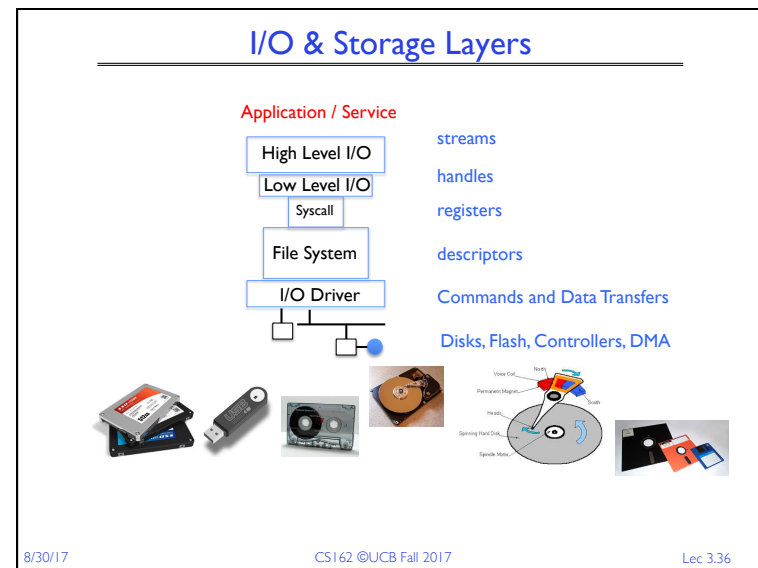 I/O & Storage Layers
Application / Service
High Level I/O
streams
Low Level I/O
handles
Syscall
registers
File System
descriptors
I/O Driver
Commands and Data Transfers
Disks, Flash, Controllers, DMA
Voice Coil
North
Permanent Magnet
South
Heads
Spinning Hard Disk
Spindle Motor
8/30/17
CS162 ©UCB Fall 2017
Lec 3.36